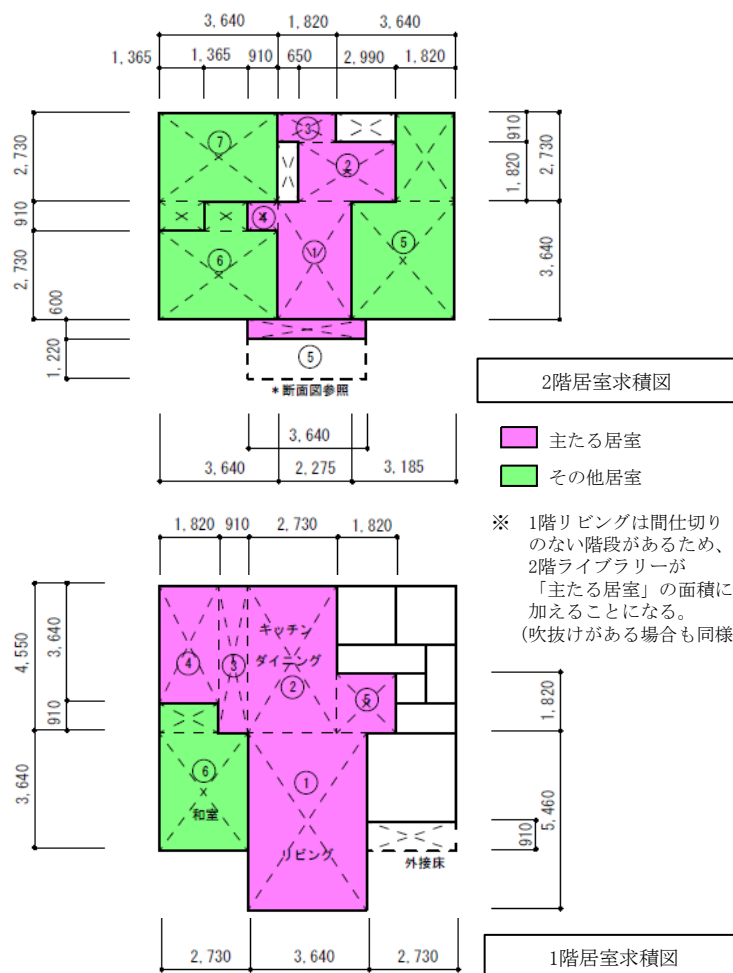 3,640 1,820 3,640
1,365 1,365 910 650 2,990 1,820
2,730
910
2,730
600
1,220
910
1,820
2,730
3,640
⑦
③
②
④
①
⑤
⑥
⑤
*断面図参照
3,640
3,640 2,275 3,185
2階居室求積図
主たる居室
その他居室
※ 1階リビングは間仕切り
のない階段があるため、
2階ライブラリーが
「主たる居室」の面積に
加えることになる。
(吹抜けがある場合も同様
1,820 910 2,730 1,820
4,550
3,640
910
3,640
1,820
5,460
910
キッチン
ダイニング
④
③
②
⑤
⑥
和室
①
リビング
外接床
2,730 3,640 2,730
1階居室求積図